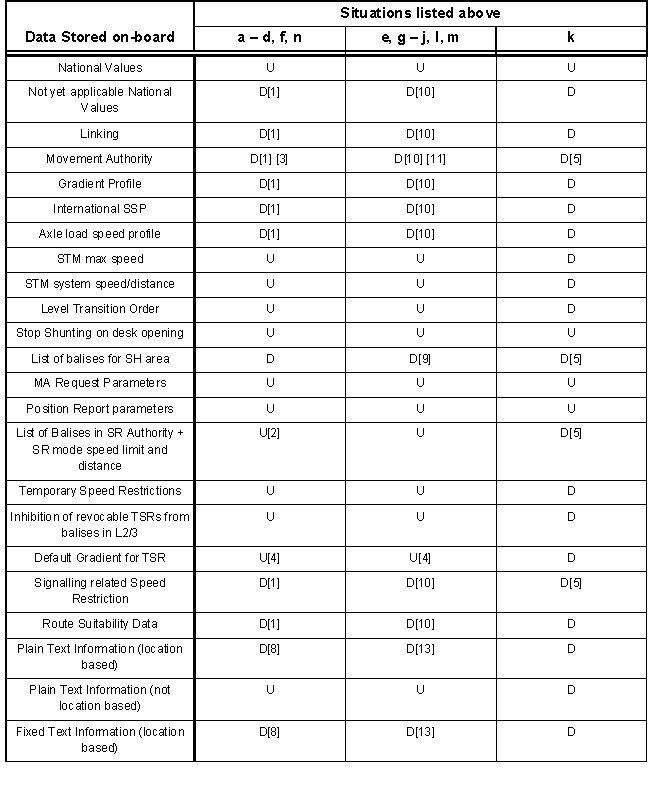 Situations listed above
Data Stored on-board a – d, f, n e, g – j, l, m k
National Values U U U
Not yet applicable National
Values D[1] D[10] D
Linking D[1] D[10] D
Movement Authority D[1] [3] D[10] [11] D[5]
Gradient Profile D[1] D[10] D
International SSP D[1] D[10] D
Axle load speed profile D[1] D[10] D
STM max speed U U D
STM system speed/distance U U D
Level Transition Order U U D
Stop Shunting on desk opening U U U
List of balises for SH area D D[9] D[5]
MA Request Parameters U U U
Position Report parameters U U U
List of Balises in SR Authority + U[2] U D[5]
SR mode speed limit and
distance
Temporary Speed Restrictions U U D
Inhibition of revocable TSRs from U U D
balises in L2/3
Default Gradient for TSR U[4] U[4] D
Signalling related Speed D[1] D[10] D[5]
Restriction
Route Suitability Data D[1] D[10] D
Plain Text Information (location D[8] D[13] D
based)
Plain Text Information (not U U D
location based)
Fixed Text Information (location D[8] D[13] D
based)